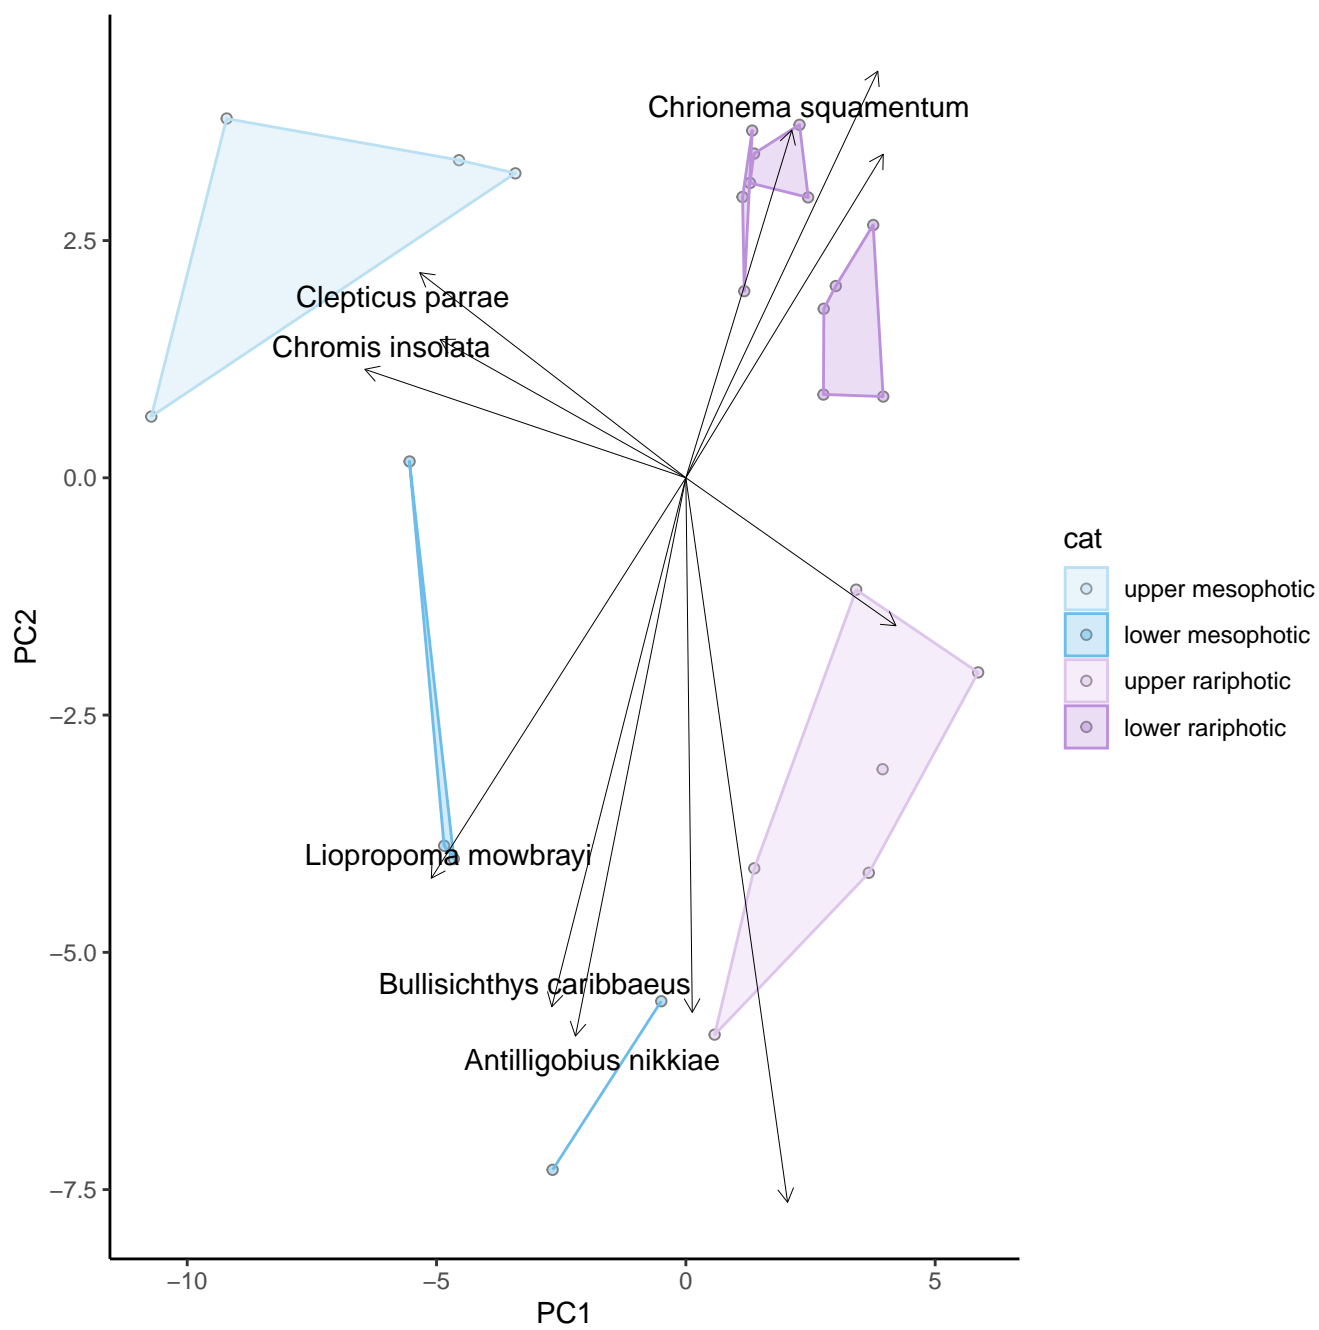 Chrionema squamentum
2.5
Clepticus parrae
Chromis insolata
0.0
cat
upper mesophotic
lower mesophotic
upper rariphotic
lower rariphotic
PC2
−2.5
Liopropoma mowbrayi
−5.0
Bullisichthys caribbaeus
Antilligobius nikkiae
−7.5
−10
−5
0
5
PC1